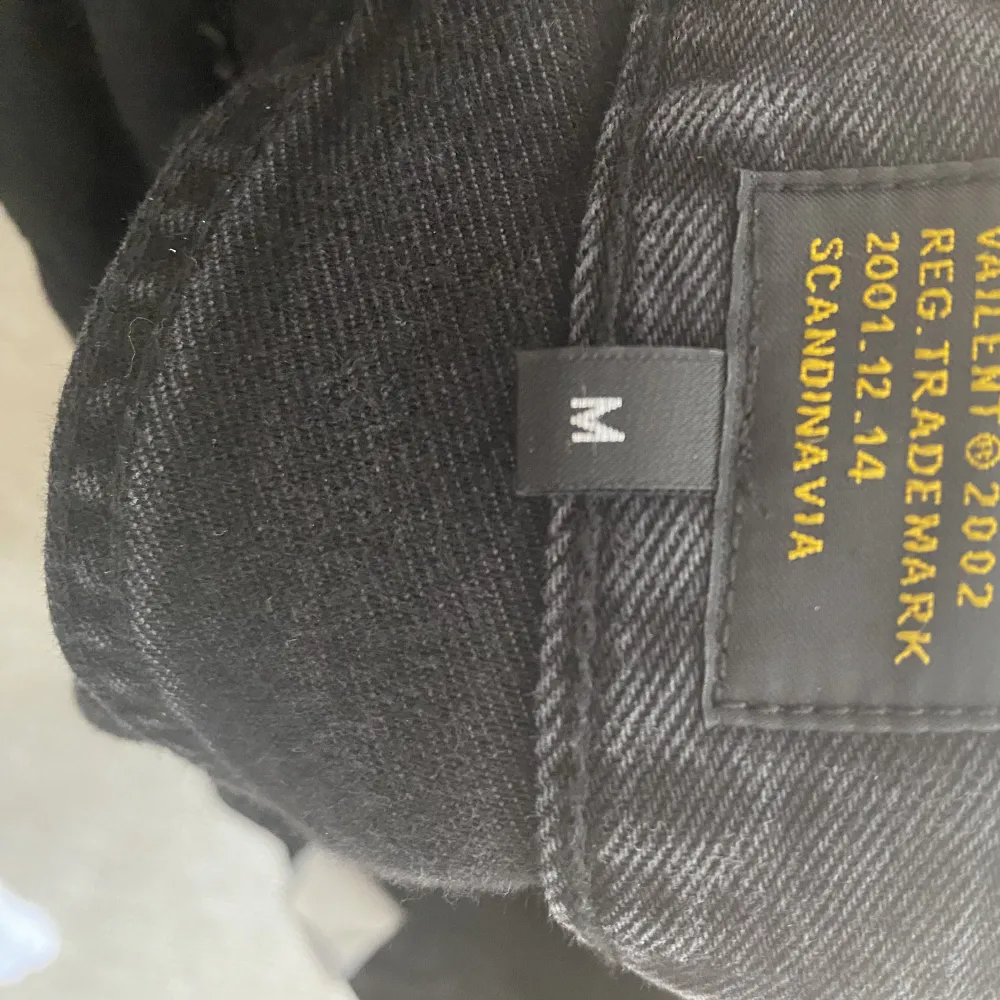 VAILENT® 2002
REG. TRADEMARK
2001.12.14
SCANDINAVIA
M